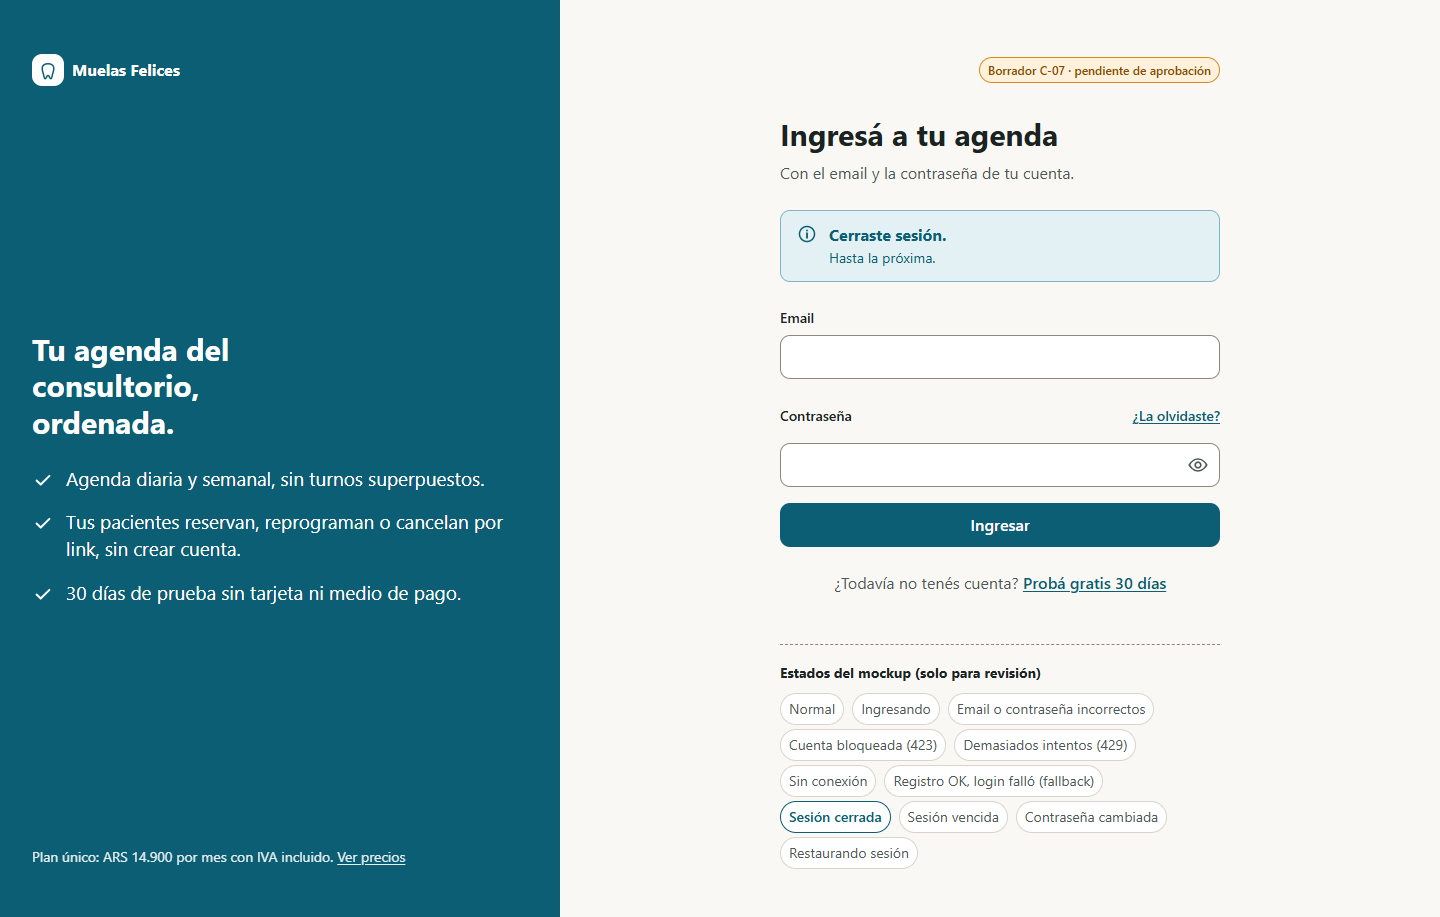 Muelas Felices
Tu agenda del
consultorio,
ordenada.
Agenda diaria y semanal, sin turnos superpuestos.
Tus pacientes reservan, reprograman o cancelan por
link, sin crear cuenta.
30 días de prueba sin tarjeta ni medio de pago.
Plan único: ARS 14.900 por mes con IVA incluido. Ver precios
Borrador C-07 · pendiente de aprobación
Ingresá a tu agenda
Con el email y la contraseña de tu cuenta.
Cerraste sesión.
Hasta la próxima.
Email
Contraseña ¿La olvidaste?
Ingresar
¿Todavía no tenés cuenta? Probá gratis 30 días
Estados del mockup (solo para revisión)
Normal Ingresando Email o contraseña incorrectos
Cuenta bloqueada (423) Demasiados intentos (429)
Sin conexión Registro OK, login falló (fallback)
Sesión cerrada Sesión vencida Contraseña cambiada
Restaurando sesión